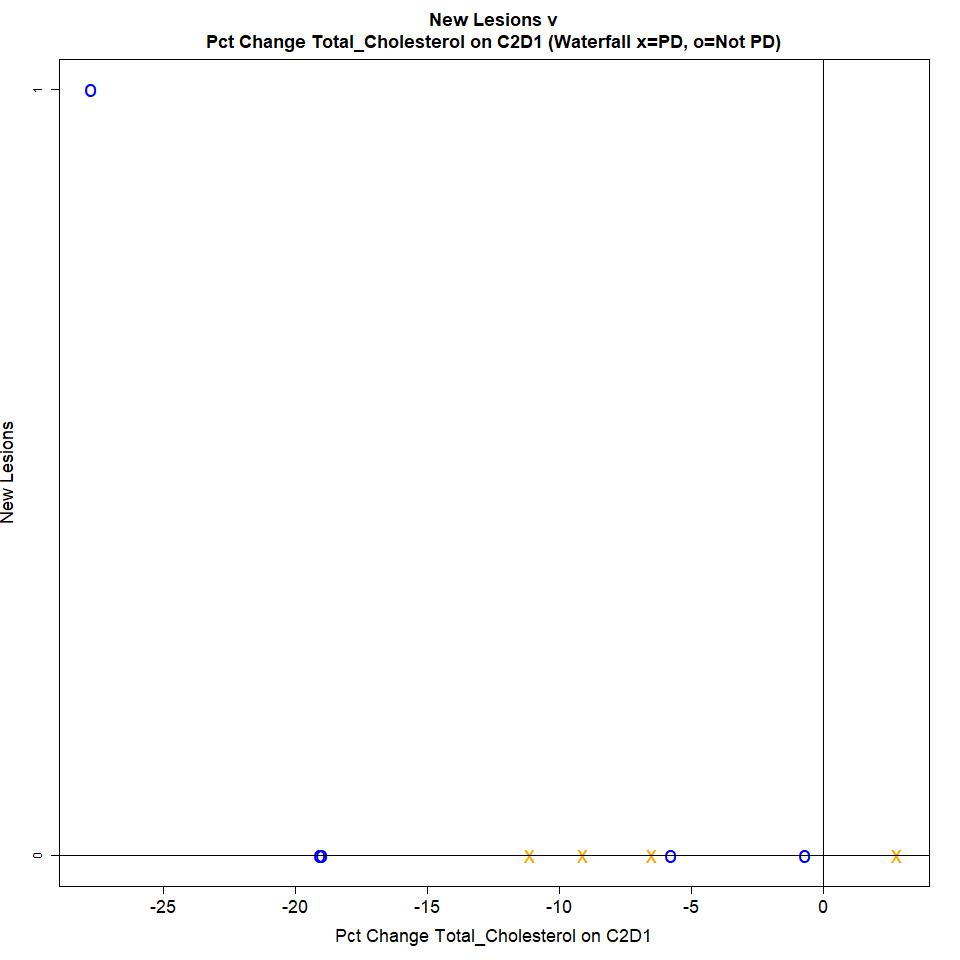 New Lesions v
Pct Change Total_Cholesterol on C2D1 (Waterfall x=PD, o=Not PD)
1
o
New Lesions
0
o o x x x o o x
-25 -20 -15 -10 -5 0
Pct Change Total_Cholesterol on C2D1